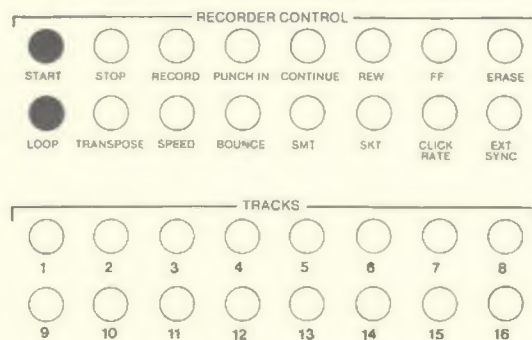 RECORDER CONTROL
START STOP RECORD PUNCH IN CONTINUE REW FF ERASE
LOOP TRANSPOSE SPEED BOUNCE SMT SKT CLICK RATE EXT SYNC
TRACKS
1 2 3 4 5 6 7 8
9 10 11 12 13 14 15 16